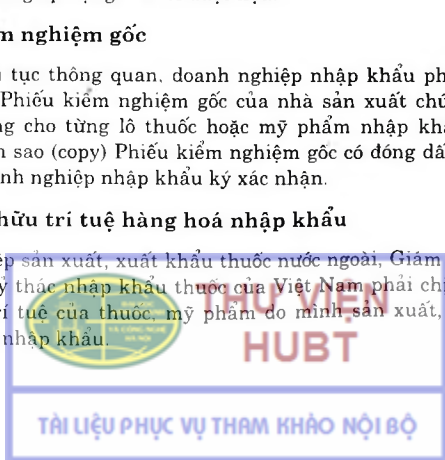 m nghiệm gốc
tục thông quan, doanh nghiệp nhập khẩu ph
Phiếu kiểm nghiệm gốc của nhà sản xuất chú
ng cho từng lô thuốc hoặc mỹ phẩm nhập kh
sao (copy) Phiếu kiểm nghiệm gốc có đóng dấ
nh nghiệp nhập khẩu ký xác nhận.
hữu trí tuệ hàng hoá nhập khẩu
ệp sản xuất, xuất khẩu thuốc nước ngoài, Giám
ỷ thác nhập khẩu thuốc của Việt Nam phải chị
rí tuệ của thuốc, mỹ phẩm do mình sản xuất,
nhập khẩu.
THƯ VIỆN
HUBT
TÀI LIỆU PHỤC VỤ THAM KHẢO NỘI BỘ